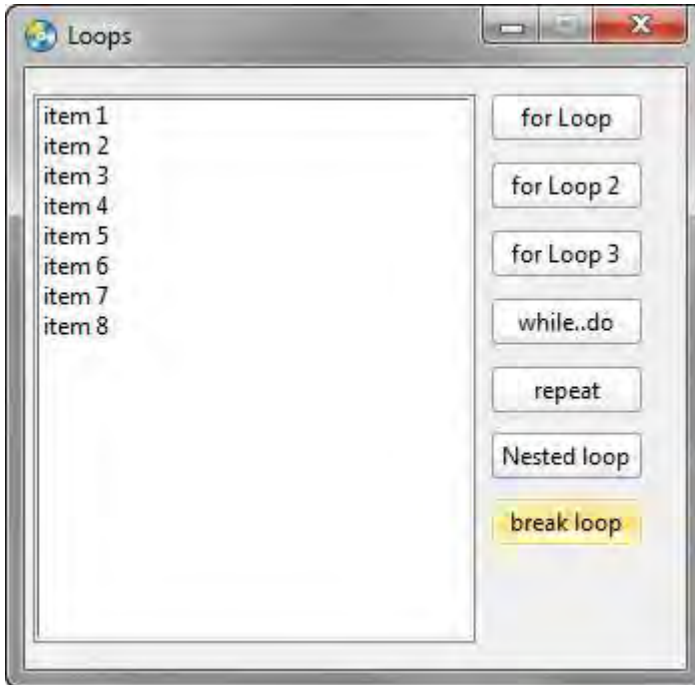 Loops
item 1
item 2
item 3
item 4
item 5
item 6
item 7
item 8
for Loop
for Loop 2
for Loop 3
while..do
repeat
Nested loop
break loop